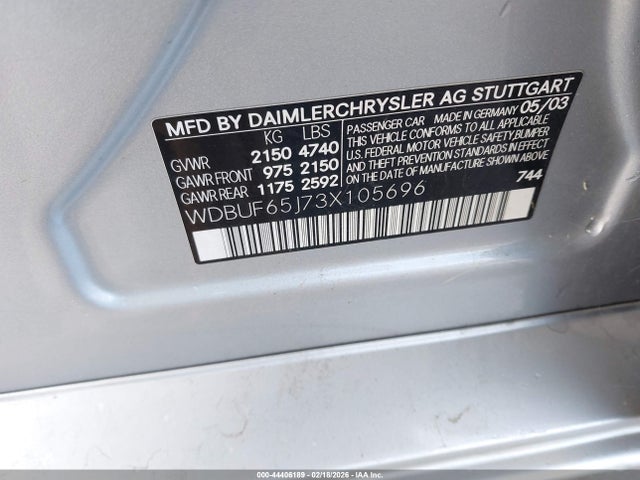 MFD BY DAIMLERCHRYSLER AG STUTTGART
KG LBS
GVWR 2150 4740
GAWR FRONT 975 2150
GAWR REAR 1175 2592
PASSENGER CAR MADE IN GERMANY 05/03
THIS VEHICLE CONFORMS TO ALL APPLICABLE
U.S. FEDERAL MOTOR VEHICLE SAFETY, BUMPER
AND THEFT PREVENTION STANDARDS IN EFFECT
ON THE DATE OF MANUFACTURE SHOWN ABOVE
744
WDBUF65J73X105696
000-44406189 - 02/18/2026 - IAA, Inc.